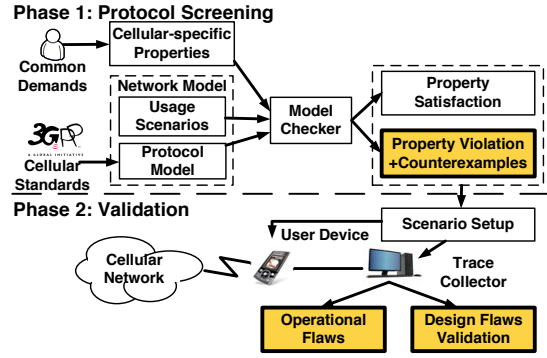 Phase 1: Protocol Screening
Cellular-specific
Properties
Common
Demands
Network Model
Usage
Scenarios
Protocol
Model
Model
Checker
Property
Satisfaction
Property Violation
+Counterexamples
3GPP
A GLOBAL INITIATIVE
Cellular
Standards
Phase 2: Validation
Scenario Setup
User Device
Cellular
Network
Trace
Collector
Operational
Flaws
Design Flaws
Validation